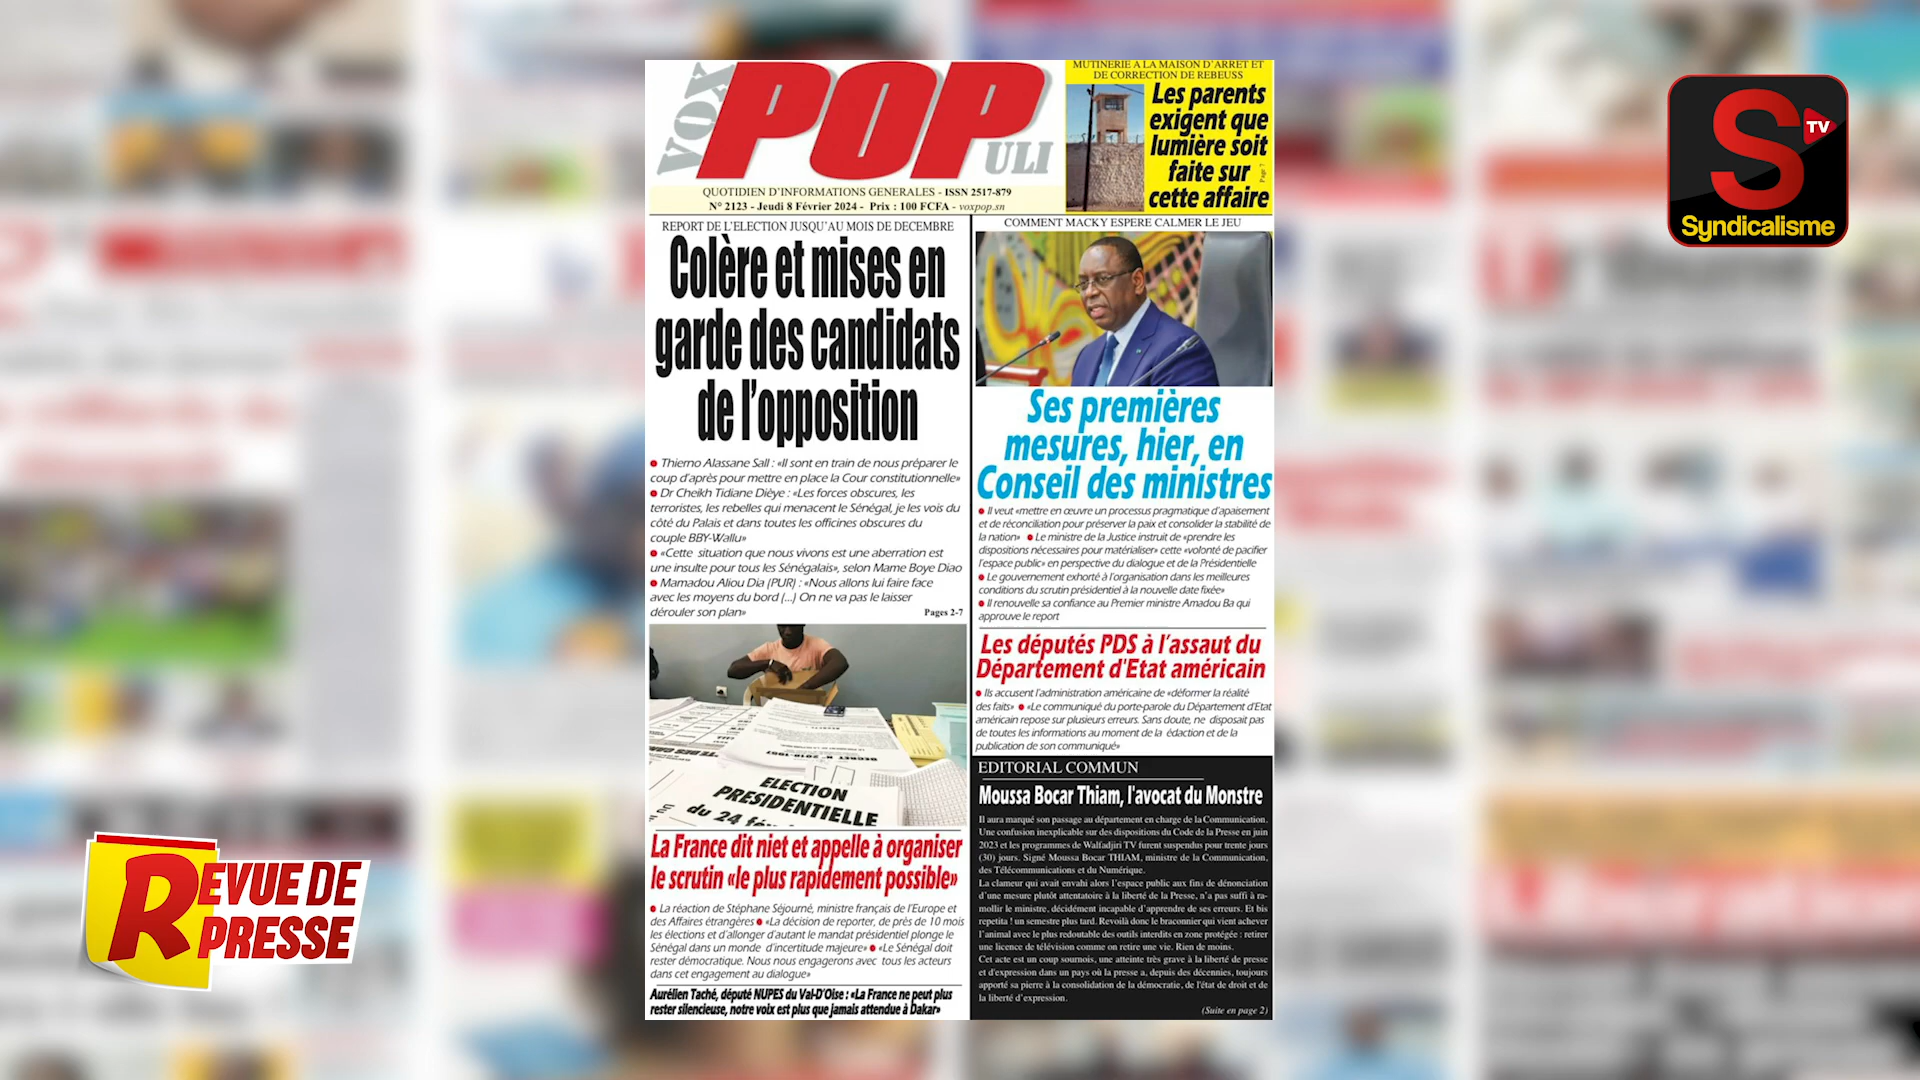 VOX POPULI
QUOTIDIEN D'INFORMATIONS GENERALES - ISSN 2517-879
N° 2123 - Jeudi 8 Février 2024 - Prix : 100 FCFA - voxpop.sn
MUTINERIE A LA MAISON D'ARRET ET
DE CORRECTION DE REBEUSS
Les parents
exigent que
lumière soit
faite sur
cette affaire
Page 7
REPORT DE L'ELECTION JUSQU'AU MOIS DE DECEMBRE
Colère et mises en
garde des candidats
de l'opposition
Thierno Alassane Sall : «Il sont en train de nous préparer le
coup d'après pour mettre en place la Cour constitutionnelle»
Dr Cheikh Tidiane Dièye : «Les forces obscures, les
terroristes, les rebelles qui menacent le Sénégal, je les vois du
côté du Palais et dans toutes les officines obscures du
couple BBY-Wallu»
«Cette situation que nous vivons est une aberration est
une insulte pour tous les Sénégalais», selon Mame Boye Diao
Mamadou Aliou Dia (PUR) : «Nous allons lui faire face
avec les moyens du bord (...) On ne va pas le laisser
dérouler son plan»
Pages 2-7
ELECTION
PRESIDENTIELLE
du 24
La France dit niet et appelle à organiser
le scrutin «le plus rapidement possible»
La réaction de Stéphane Séjourné, ministre français de l'Europe et
des Affaires étrangères «La décision de reporter, de près de 10 mois
les élections et d'allonger d'autant le mandat présidentiel plonge le
Sénégal dans un monde d'incertitude majeure» «Le Sénégal doit
rester démocratique. Nous nous engagerons avec tous les acteurs
dans cet engagement au dialogue»
Aurélien Taché, député NUPES du Val-D'Oise : «La France ne peut plus
rester silencieuse, notre voix est plus que jamais attendue à Dakar»
COMMENT MACKY ESPERE CALMER LE JEU
Ses premières
mesures, hier, en
Conseil des ministres
Il veut «mettre en œuvre un processus pragmatique d'apaisement
et de réconciliation pour préserver la paix et consolider la stabilité de
la nation» Le ministre de la Justice instruit de «prendre les
dispositions nécessaires pour matérialiser» cette «volonté de pacifier
l'espace public» en perspective du dialogue et de la Présidentielle
Le gouvernement exhorté à l'organisation dans les meilleures
conditions du scrutin présidentiel à la nouvelle date fixée»
Il renouvelle sa confiance au Premier ministre Amadou Ba qui
approuve le report
Les députés PDS à l'assaut du
Département d'Etat américain
Ils accusent l'administration américaine de «déformer la réalité
des faits» «Le communiqué du porte-parole du Département d'Etat
américain repose sur plusieurs erreurs. Sans doute, ne disposait pas
de toutes les informations au moment de la édaction et de la
publication de son communiqué»
EDITORIAL COMMUN
Moussa Bocar Thiam, l'avocat du Monstre
Il aura marqué son passage au département en charge de la Communication.
Une confusion inexplicable sur des dispositions du Code de la Presse en juin
2023 et les programmes de Walfadjiri TV furent suspendus pour trente jours
(30) jours. Signé Moussa Bocar THIAM, ministre de la Communication,
des Télécommunications et du Numérique.
La clameur qui avait envahi alors l'espace public aux fins de dénonciation
d'une mesure plutôt attentatoire à la liberté de la Presse, n'a pas suffi à ra-
mollir le ministre, décidément incapable d'apprendre de ses erreurs. Et bis
repetita ! un semestre plus tard. Revoilà donc le braconnier qui vient achever
l'animal avec le plus redoutable des outils interdits en zone protégée : retirer
une licence de télévision comme on retire une vie. Rien de moins.
Cet acte est un coup sournois, une atteinte très grave à la liberté de presse
et d'expression dans un pays où la presse a, depuis des décennies, toujours
apporté sa pierre à la consolidation de la démocratie, de l'état de droit et de
la liberté d'expression.
(Suite en page 2)
S TV
Syndicalisme
REVUE DE
PRESSE